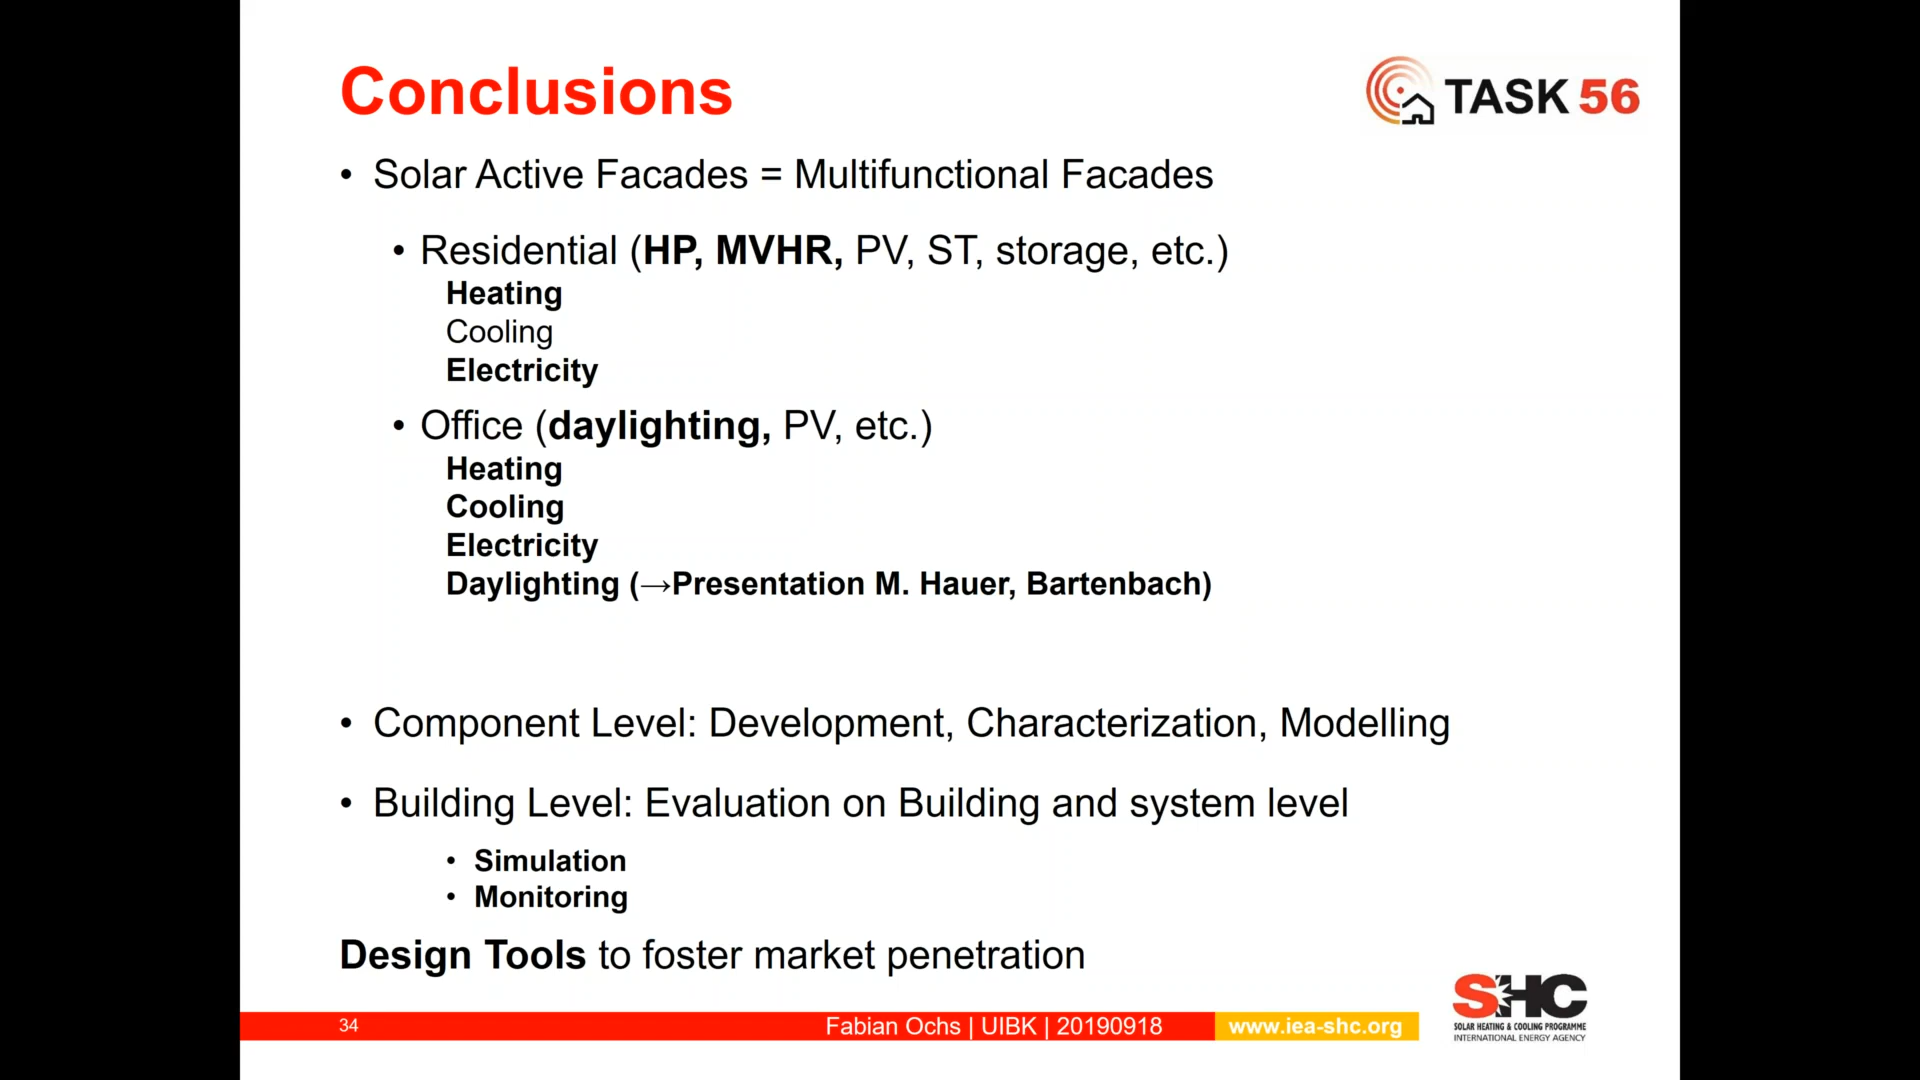 Conclusions
TASK 56
• Solar Active Facades = Multifunctional Facades
• Residential (HP, MVHR, PV, ST, storage, etc.)
Heating
Cooling
Electricity
• Office (daylighting, PV, etc.)
Heating
Cooling
Electricity
Daylighting (→Presentation M. Hauer, Bartenbach)
• Component Level: Development, Characterization, Modelling
• Building Level: Evaluation on Building and system level
• Simulation
• Monitoring
Design Tools to foster market penetration
34
Fabian Ochs | UIBK | 20190918
www.iea-shc.org
SHC
SOLAR HEATING & COOLING PROGRAMME
INTERNATIONAL ENERGY AGENCY